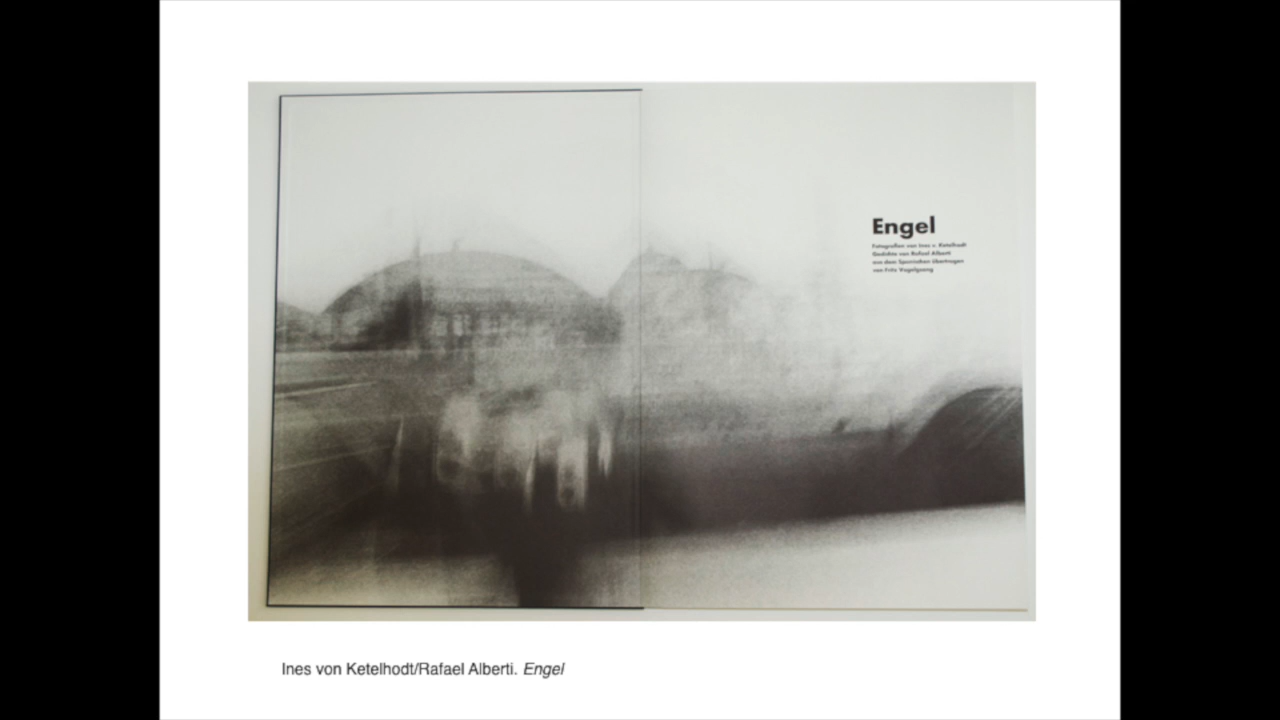 Engel
Fotografien von Ines v. Ketelhodt
Gedichte von Rafael Alberti
aus dem Spanischen übertragen
von Fritz Vogelgsang
Ines von Ketelhodt/Rafael Alberti. Engel